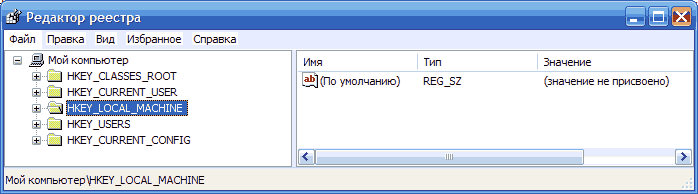 Редактор реестра
Файл Правка Вид Избранное Справка
Мой компьютер
HKEY_CLASSES_ROOT
HKEY_CURRENT_USER
HKEY_LOCAL_MACHINE
HKEY_USERS
HKEY_CURRENT_CONFIG
Имя Тип Значение
ab (По умолчанию) REG_SZ (значение не присвоено)
Мой компьютер\HKEY_LOCAL_MACHINE